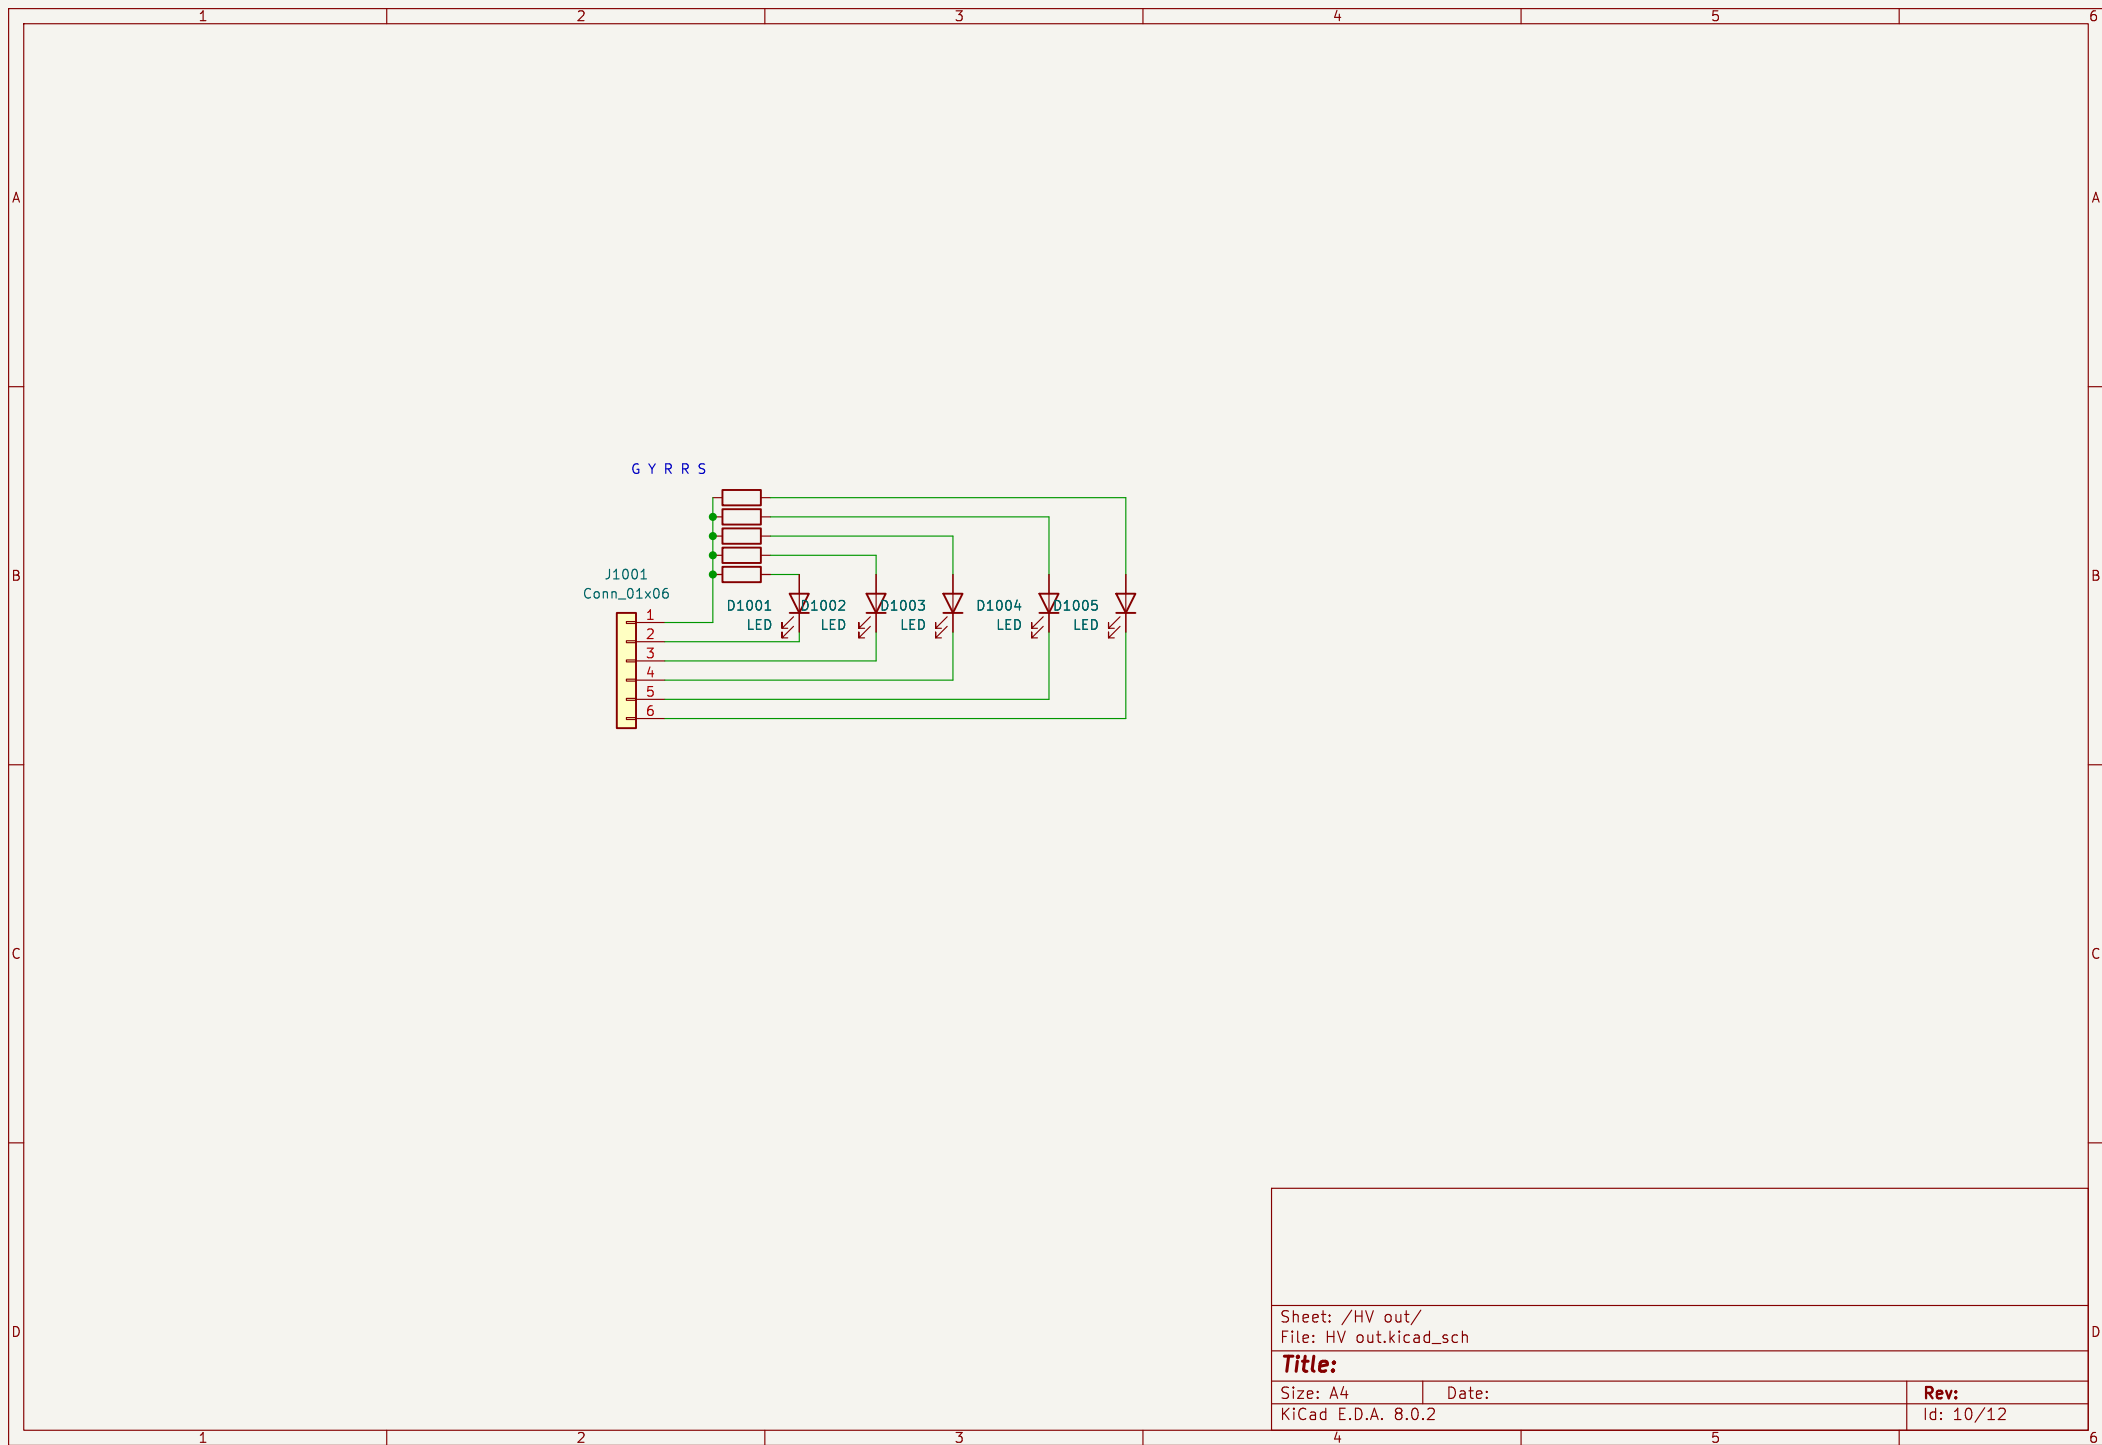 1 2 3 4 5 6
A A
G Y R R S
B B
J1001
Conn_01x06
D1001 D1002 D1003 D1004 D1005
LED LED LED LED LED
1
2
3
4
5
6
C C
Sheet: /HV out/
D D
File: HV out.kicad_sch
Title:
Size: A4 Date: Rev:
KiCad E.D.A. 8.0.2 Id: 10/12
1 2 3 4 5 6